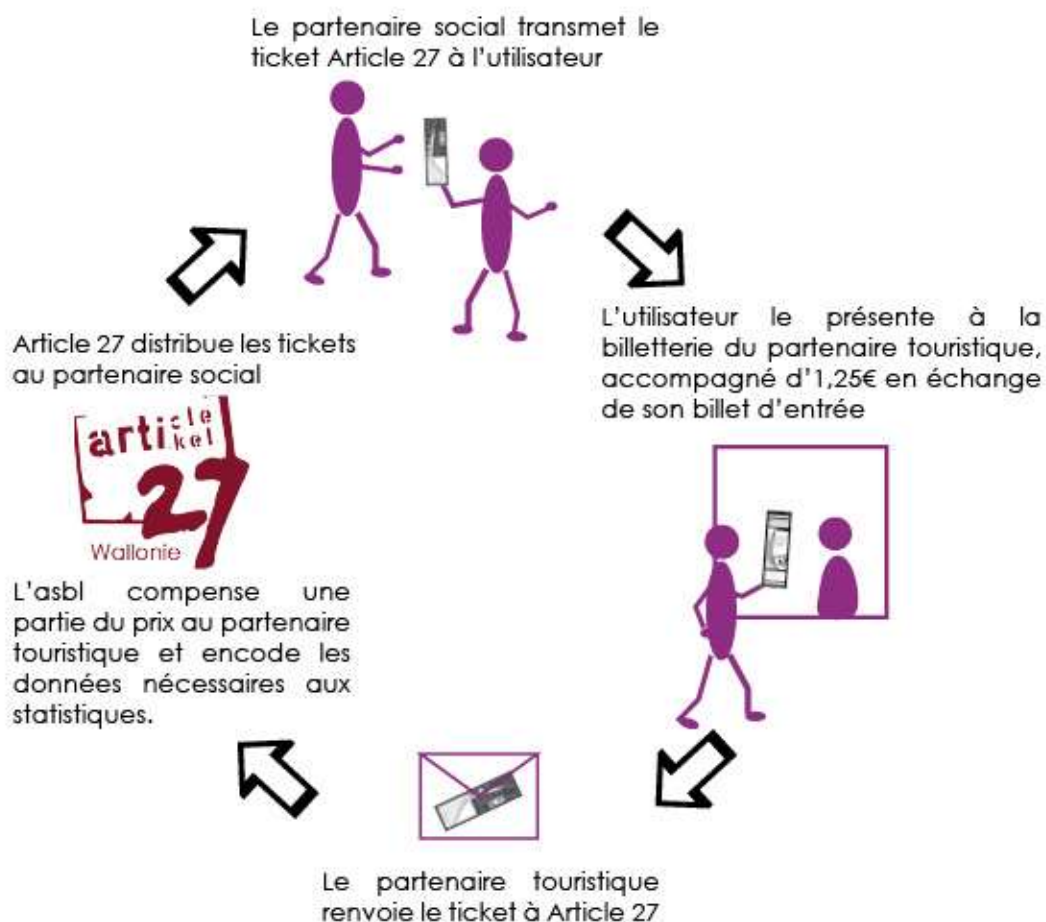 Le partenaire social transmet le
ticket Article 27 à l'utilisateur
L'utilisateur le présente à la
billetterie du partenaire touristique,
accompagné d'1,25€ en échange
de son billet d'entrée
Le partenaire touristique
renvoie le ticket à Article 27
Article 27 distribue les tickets
au partenaire social
article
kel
27
Wallonie
L'asbl compense une
partie du prix au partenaire
touristique et encode les
données nécessaires aux
statistiques.